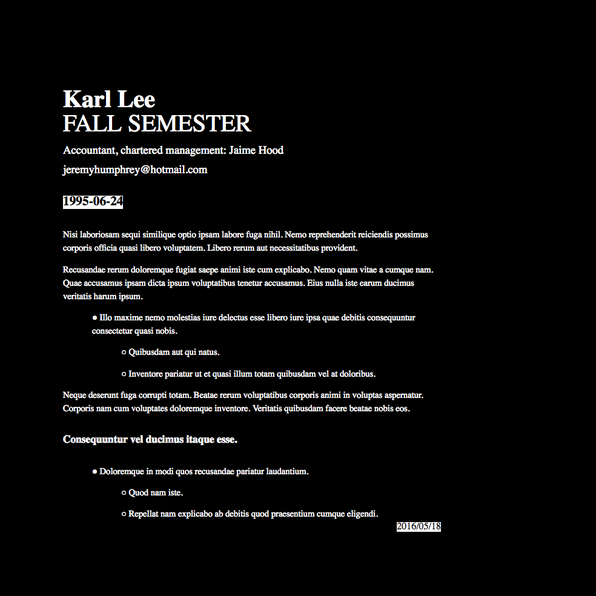 Karl Lee
FALL SEMESTER
Accountant, chartered management: Jaime Hood
jeremyhumphrey@hotmail.com
1995-06-24
Nisi laboriosam sequi similique optio ipsam labore fuga nihil. Nemo reprehenderit reiciendis possimus
corporis officia quasi libero voluptatem. Libero rerum aut necessitatibus provident.
Recusandae rerum doloremque fugiat saepe animi iste cum explicabo. Nemo quam vitae a cumque nam.
Quae accusamus ipsam dicta ipsum voluptatibus tenetur accusamus. Eius nulla iste earum ducimus
veritatis harum ipsum.
● Illo maxime nemo molestias iure delectus esse libero iure ipsa quae debitis consequuntur
consectetur quasi nobis.
○ Quibusdam aut qui natus.
○ Inventore pariatur ut et quasi illum totam quibusdam vel at doloribus.
Neque deserunt fuga corrupti totam. Beatae rerum voluptatibus corporis animi in voluptas aspernatur.
Corporis nam cum voluptates doloremque inventore. Veritatis quibusdam facere beatae nobis eos.
Consequuntur vel ducimus itaque esse.
● Doloremque in modi quos recusandae pariatur laudantium.
○ Quod nam iste.
○ Repellat nam explicabo ab debitis quod praesentium cumque eligendi.
2016/05/18